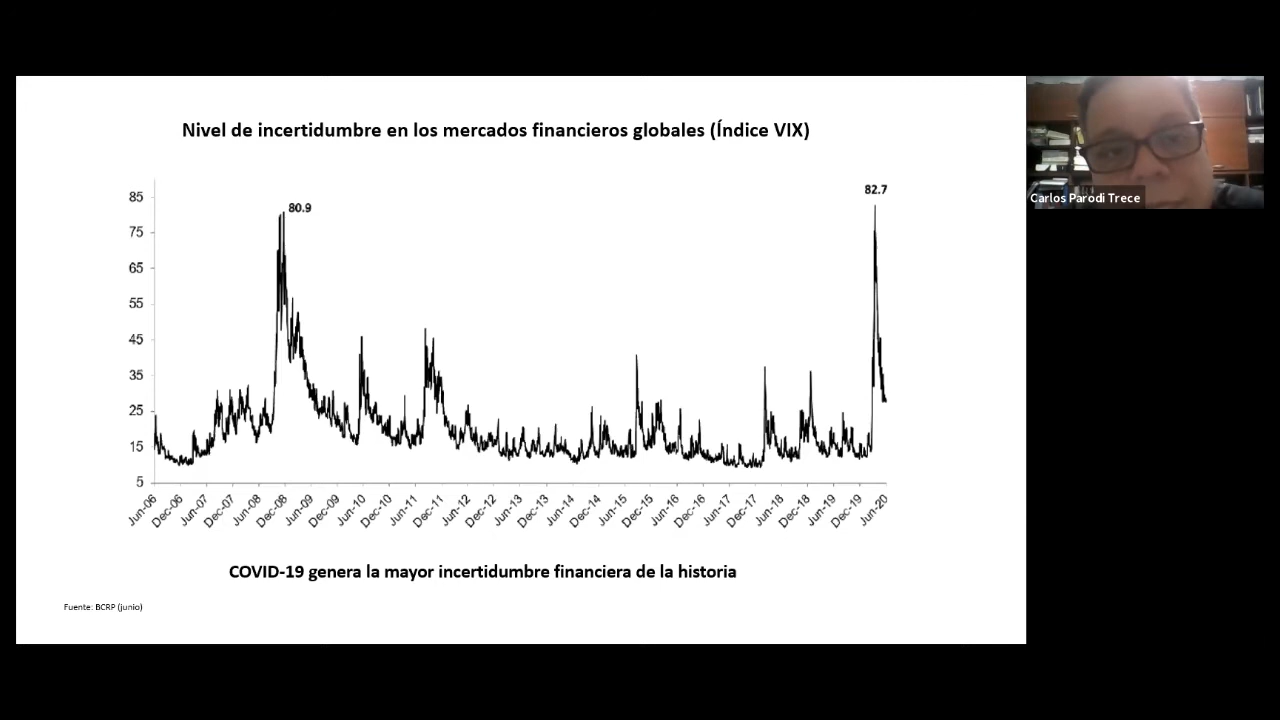 Nivel de incertidumbre en los mercados financieros globales (Índice VIX)
85
75
65
55
45
35
25
15
5
80.9
82.7
Jun-06
Dec-06
Jun-07
Dec-07
Jun-08
Dec-08
Jun-09
Dec-09
Jun-10
Dec-10
Jun-11
Dec-11
Jun-12
Dec-12
Jun-13
Dec-13
Jun-14
Dec-14
Jun-15
Dec-15
Jun-16
Dec-16
Jun-17
Dec-17
Jun-18
Dec-18
Jun-19
Dec-19
Jun-20
COVID-19 genera la mayor incertidumbre financiera de la historia
Fuente: BCRP (junio)
Carlos Parodi Trece